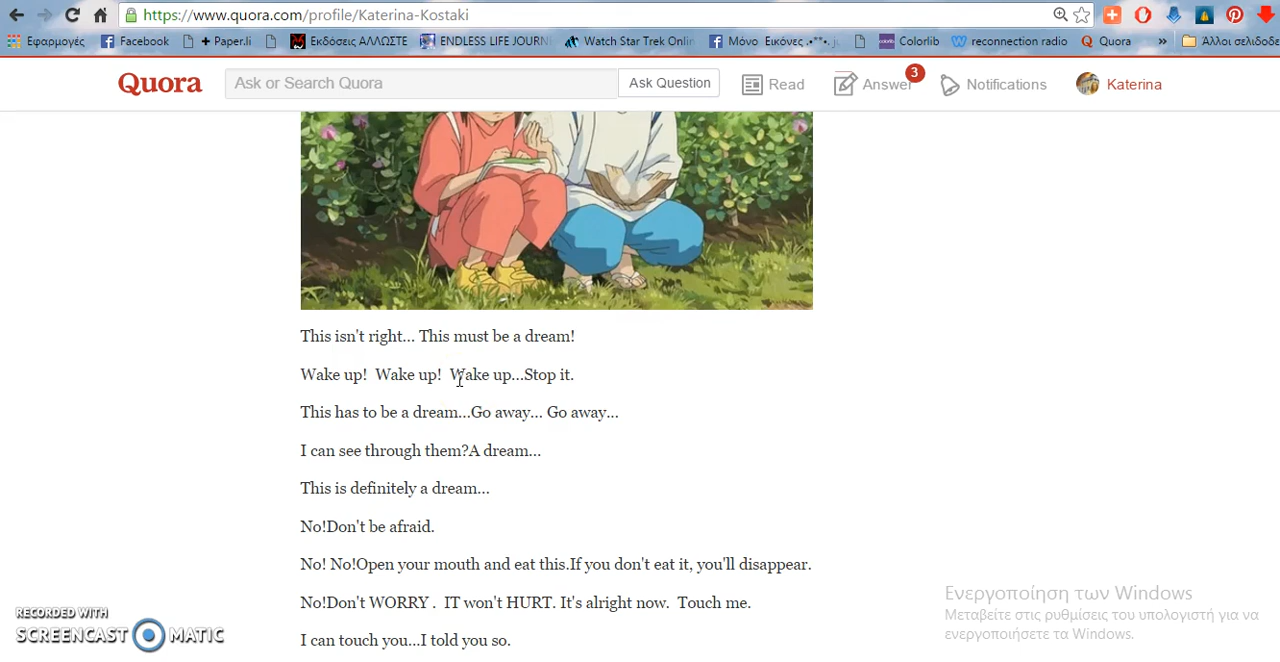 https://www.quora.com/profile/Katerina-Kostaki
Εφαρμογές Facebook + Paper.li Εκδόσεις ΑΛΛΩΣΤΕ ENDLESS LIFE JOURN Watch Star Trek Onlin Μόνο Εικόνες .•**•. Colorlib reconnection radio Quora » Άλλοι σελιδοδε
Quora Ask or Search Quora Ask Question Read Answer 3 Notifications Katerina
This isn't right... This must be a dream!
Wake up! Wake up! Wake up...Stop it.
This has to be a dream...Go away... Go away...
I can see through them?A dream...
This is definitely a dream...
No!Don't be afraid.
No! No!Open your mouth and eat this.If you don't eat it, you'll disappear.
No!Don't WORRY . IT won't HURT. It's alright now. Touch me.
I can touch you...I told you so.
Ενεργοποίηση των Windows
Μεταβείτε στις ρυθμίσεις του υπολογιστή για να
ενεργοποιήσετε τα Windows.
RECORDED WITH
SCREENCAST MATIC